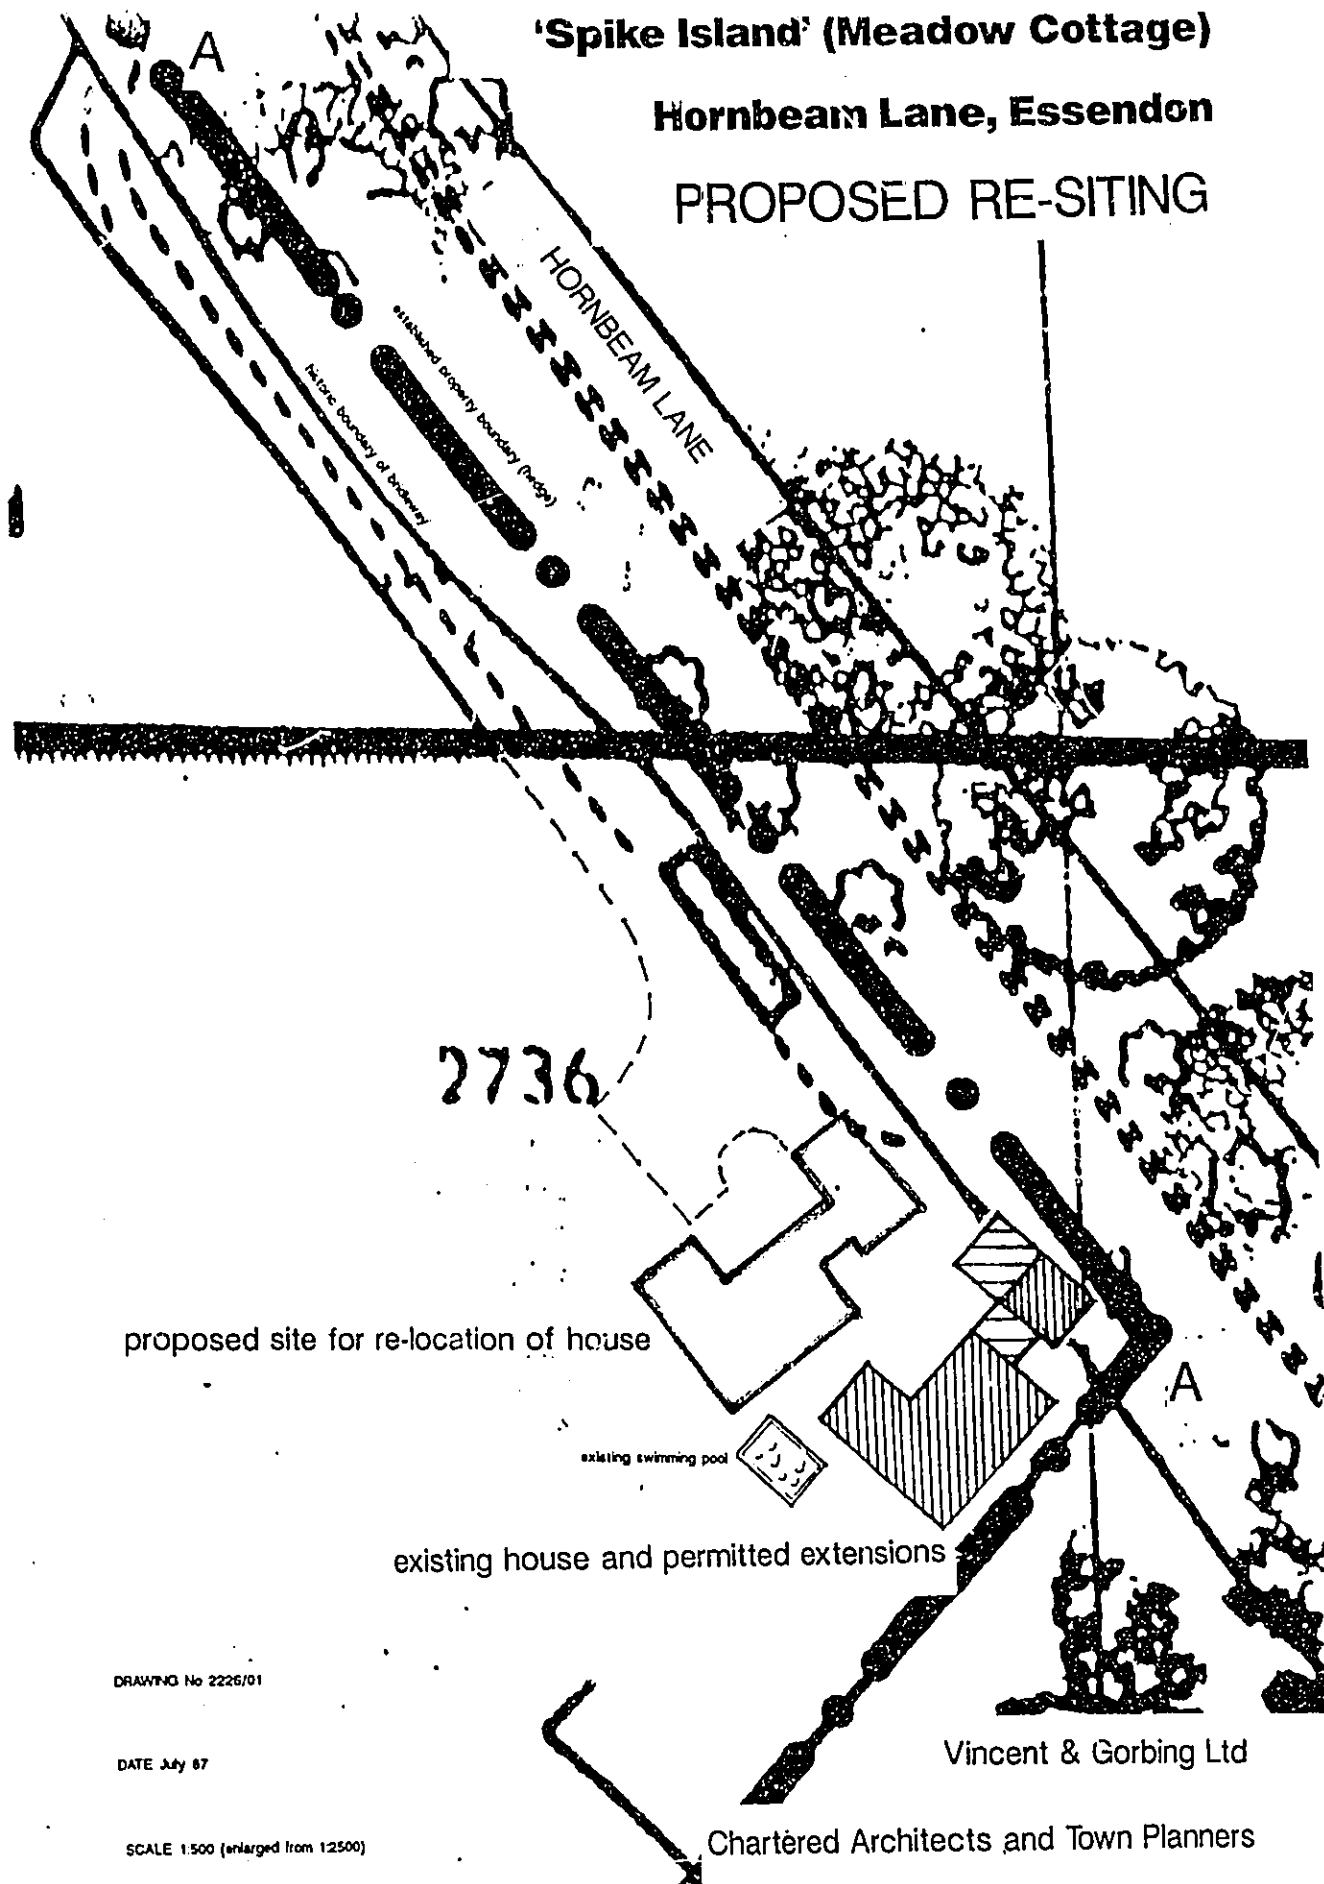 'Spike Island' (Meadow Cottage)
Hornbeam Lane, Essendon
PROPOSED RE-SITING
A
HORNBEAM LANE
established property boundary (hedge)
historic boundary of bridleway
2736
proposed site for re-location of house
A
existing swimming pool
existing house and permitted extensions
DRAWING No 2226/01
DATE July 87
SCALE 1:500 (enlarged from 1:2500)
Vincent & Gorbing Ltd
Chartered Architects and Town Planners